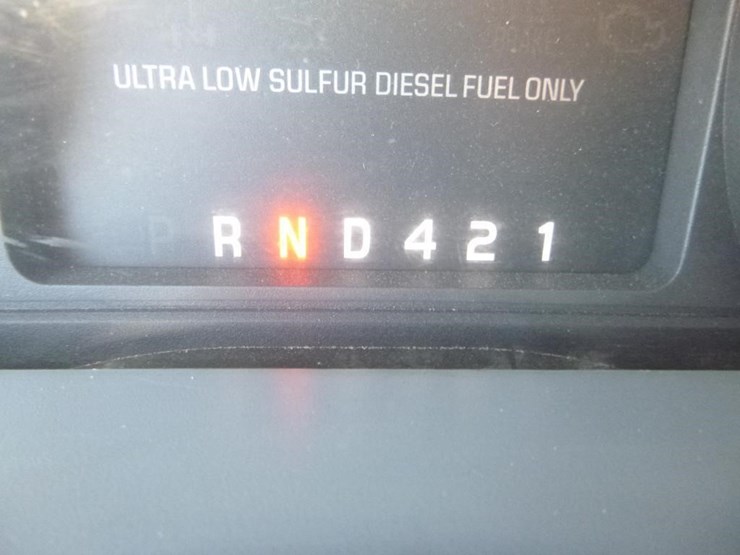 ULTRA LOW SULFUR DIESEL FUEL ONLY
P R N D 4 2 1